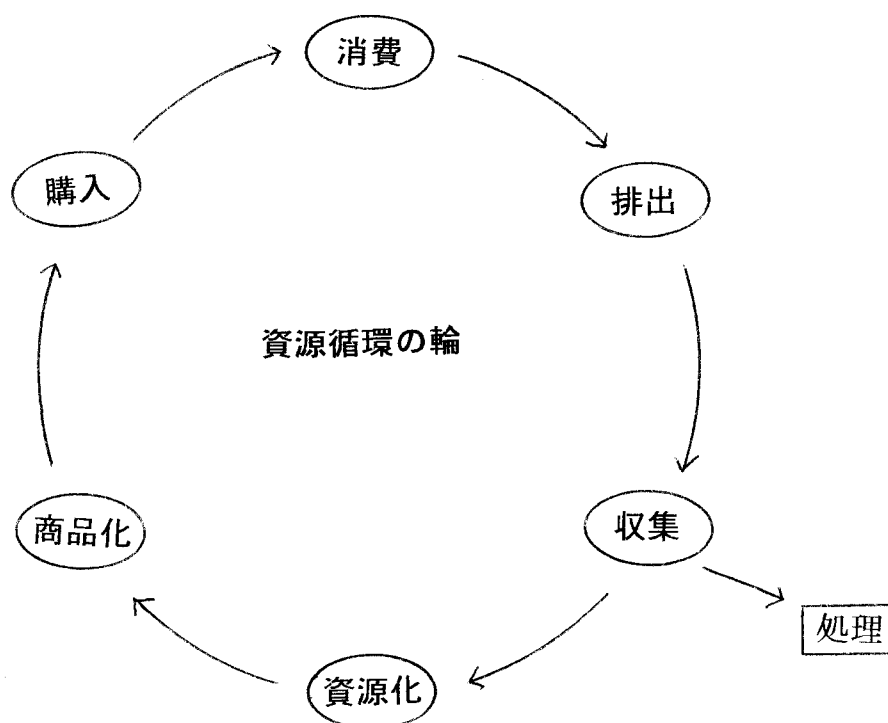 消費
購入
排出
資源循環の輪
商品化
収集
処理
資源化